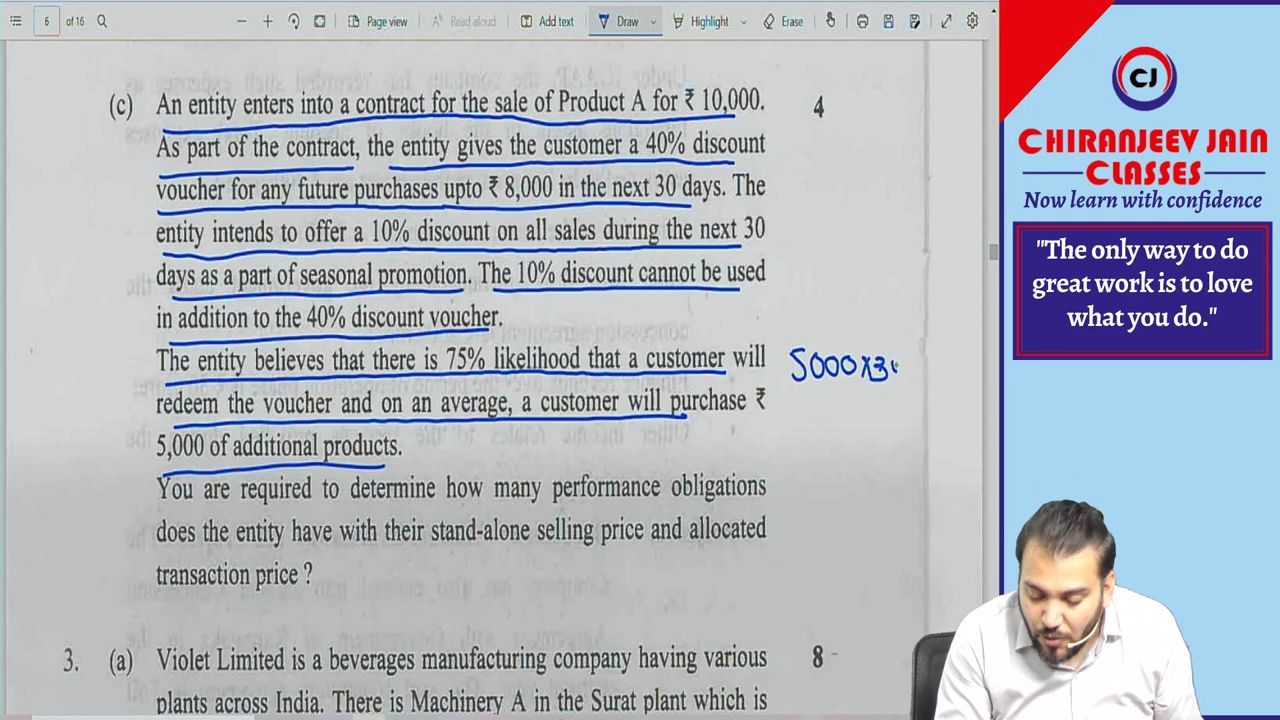 6 of 16
Page view
Read aloud
Add text
Draw
Highlight
Erase
(c) An entity enters into a contract for the sale of Product A for ₹ 10,000. 4
As part of the contract, the entity gives the customer a 40% discount
voucher for any future purchases upto ₹ 8,000 in the next 30 days. The
entity intends to offer a 10% discount on all sales during the next 30
days as a part of seasonal promotion. The 10% discount cannot be used
in addition to the 40% discount voucher.
The entity believes that there is 75% likelihood that a customer will
redeem the voucher and on an average, a customer will purchase ₹
5,000 of additional products.
You are required to determine how many performance obligations
does the entity have with their stand-alone selling price and allocated
transaction price ?
3. (a) Violet Limited is a beverages manufacturing company having various 8
plants across India. There is Machinery A in the Surat plant which is
5000x3
CJ
CHIRANJEEV JAIN
CLASSES
Now learn with confidence
"The only way to do
great work is to love
what you do."